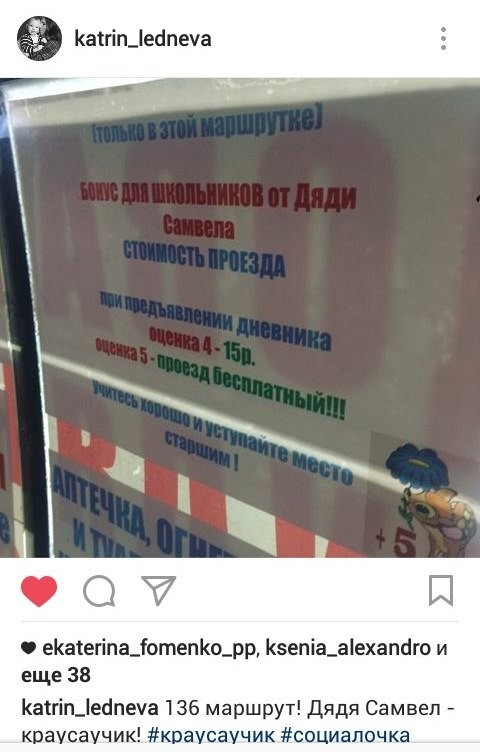 katrin_ledneva
(только в этой маршрутке)
БОНУС ДЛЯ ШКОЛЬНИКОВ от Дяди
Самвела
СТОИМОСТЬ ПРОЕЗДА
при предъявлении дневника
оценка 4 - 15р.
оценка 5 - проезд бесплатный!!!
Учитесь хорошо и уступайте место
старшим !
+5
АПТЕЧКА,
И
ekaterina_fomenko_pp, ksenia_alexandro и
еще 38
katrin_ledneva 136 маршрут! Дядя Самвел -
краусаучик! #краусаучик #социалочка